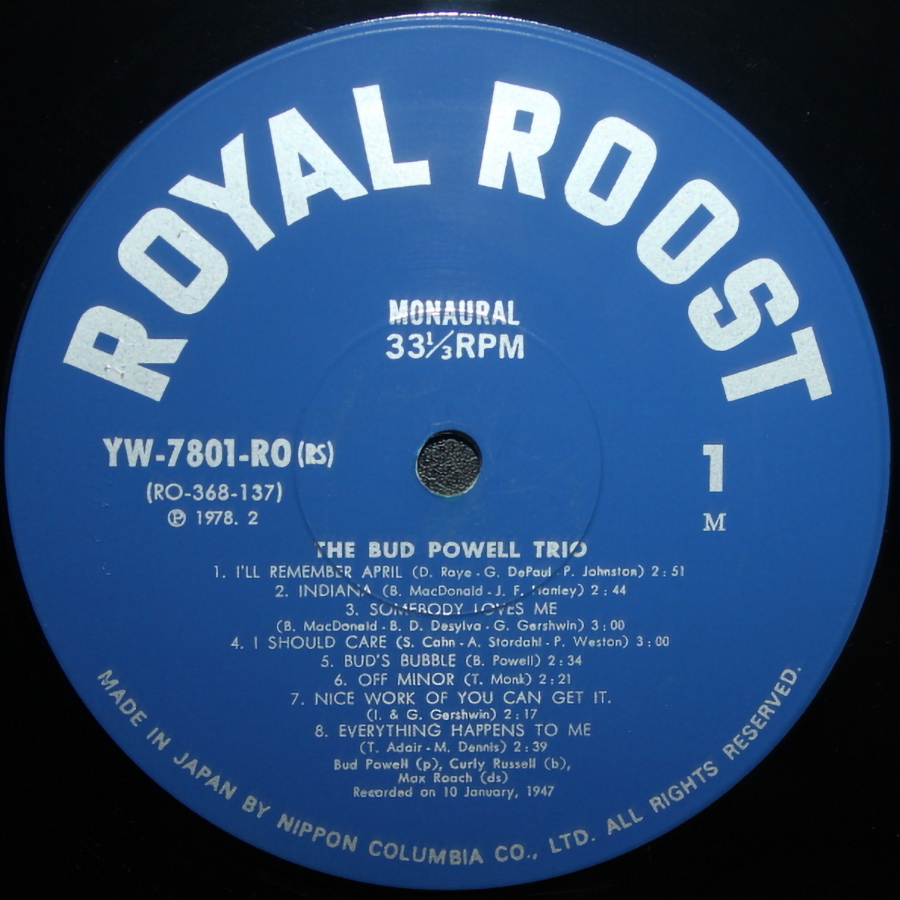 ROYAL ROOST
MONAURAL
33 1/3 RPM
YW-7801-RO (RS)
(RO-368-137)
Ⓟ 1978. 2
1
M
THE BUD POWELL TRIO
1. I'LL REMEMBER APRIL (D. Raye - G. DePaul - P. Johnston) 2:51
2. INDIANA (B. MacDonald - J. F. Hanley) 2:44
3. SOMEBODY LOVES ME
(B. MacDonald - B. D. Desylva - G. Gershwin) 3:00
4. I SHOULD CARE (S. Cahn - A. Stordahl - P. Weston) 3:00
5. BUD'S BUBBLE (B. Powell) 2:34
6. OFF MINOR (T. Monk) 2:21
7. NICE WORK OF YOU CAN GET IT.
(I. & G. Gershwin) 2:17
8. EVERYTHING HAPPENS TO ME
(T. Adair - M. Dennis) 2:39
Bud Powell (p), Curly Russell (b),
Max Roach (ds)
Recorded on 10 January, 1947
MADE IN JAPAN BY NIPPON COLUMBIA CO., LTD. ALL RIGHTS RESERVED.